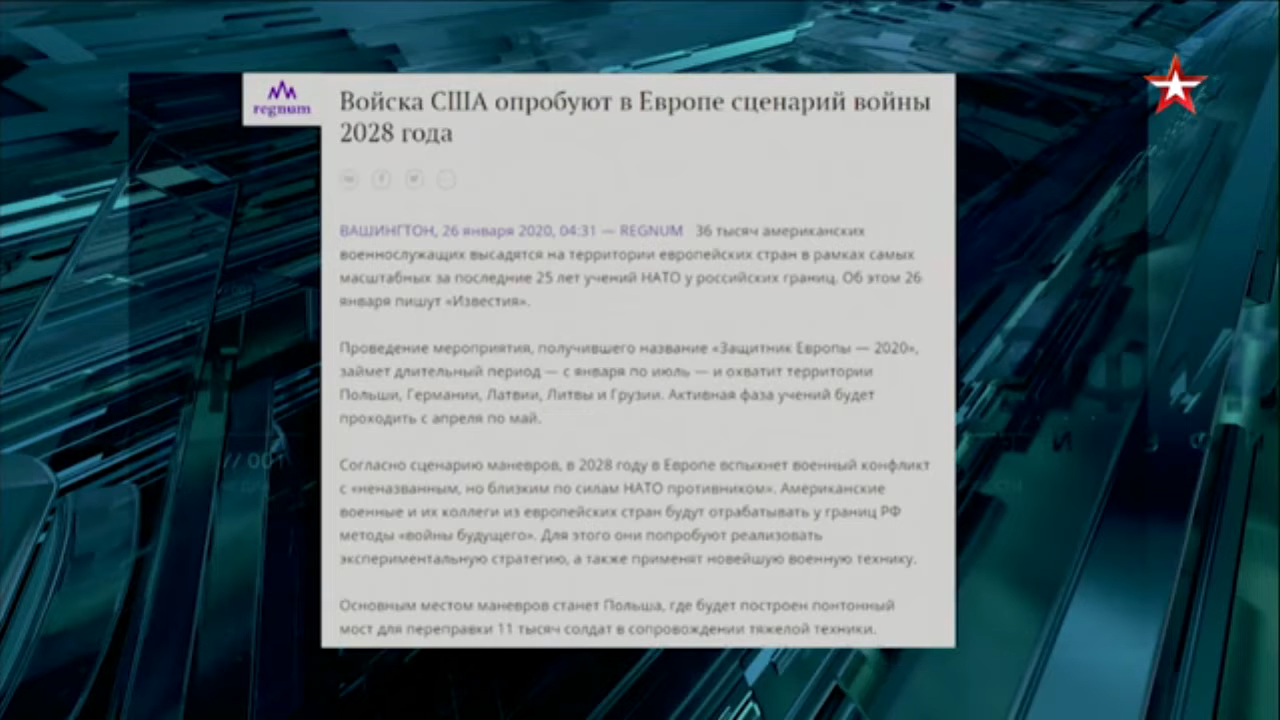 regnum
Войска США опробуют в Европе сценарий войны
2028 года
ВАШИНГТОН, 26 января 2020, 04:31 — REGNUM 36 тысяч американских
военнослужащих высадятся на территории европейских стран в рамках самых
масштабных за последние 25 лет учений НАТО у российских границ. Об этом 26
января пишут «Известия».
Проведение мероприятия, получившего название «Защитник Европы — 2020»,
займет длительный период — с января по июль — и охватит территории
Польши, Германии, Латвии, Литвы и Грузии. Активная фаза учений будет
проходить с апреля по май.
Согласно сценарию маневров, в 2028 году в Европе вспыхнет военный конфликт
с «неназванным, но близким по силам НАТО противником». Американские
военные и их коллеги из европейских стран будут отрабатывать у границ РФ
методы «войны будущего». Для этого они попробуют реализовать
экспериментальную стратегию, а также применят новейшую военную технику.
Основным местом маневров станет Польша, где будет построен понтонный
мост для переправки 11 тысяч солдат в сопровождении тяжелой техники.
// 001